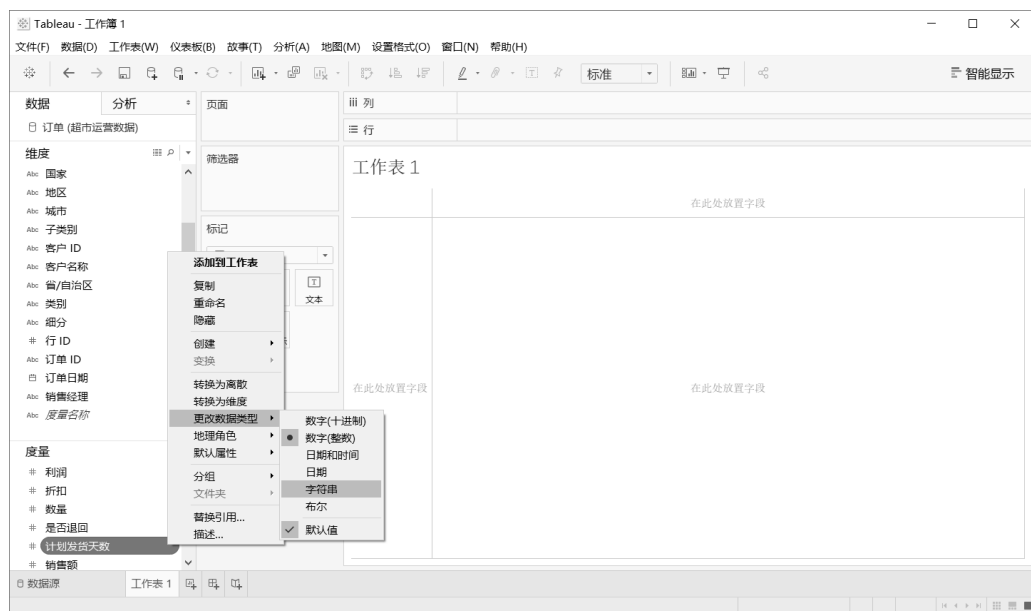 Tableau - 工作簿 1
文件(F) 数据(D) 工作表(W) 仪表板(B) 故事(T) 分析(A) 地图(M) 设置格式(O) 窗口(N) 帮助(H)
标准
智能显示
数据 分析
订单 (超市运营数据)
维度
Abc 国家
Abc 地区
Abc 城市
Abc 子类别
Abc 客户 ID
Abc 客户名称
Abc 省/自治区
Abc 类别
Abc 细分
# 行 ID
Abc 订单 ID
订单日期
Abc 销售经理
Abc 度量名称
度量
# 利润
# 折扣
# 数量
# 是否退回
# 计划发货天数
# 销售额
页面
筛选器
标记
T
文本
添加到工作表
复制
重命名
隐藏
创建
变换
转换为离散
转换为维度
更改数据类型
地理角色
默认属性
分组
文件夹
替换引用...
描述...
数字(十进制)
数字(整数)
日期和时间
日期
字符串
布尔
默认值
列
行
工作表 1
在此处放置字段
在此处放置字段
在此处放置字段
数据源
工作表 1